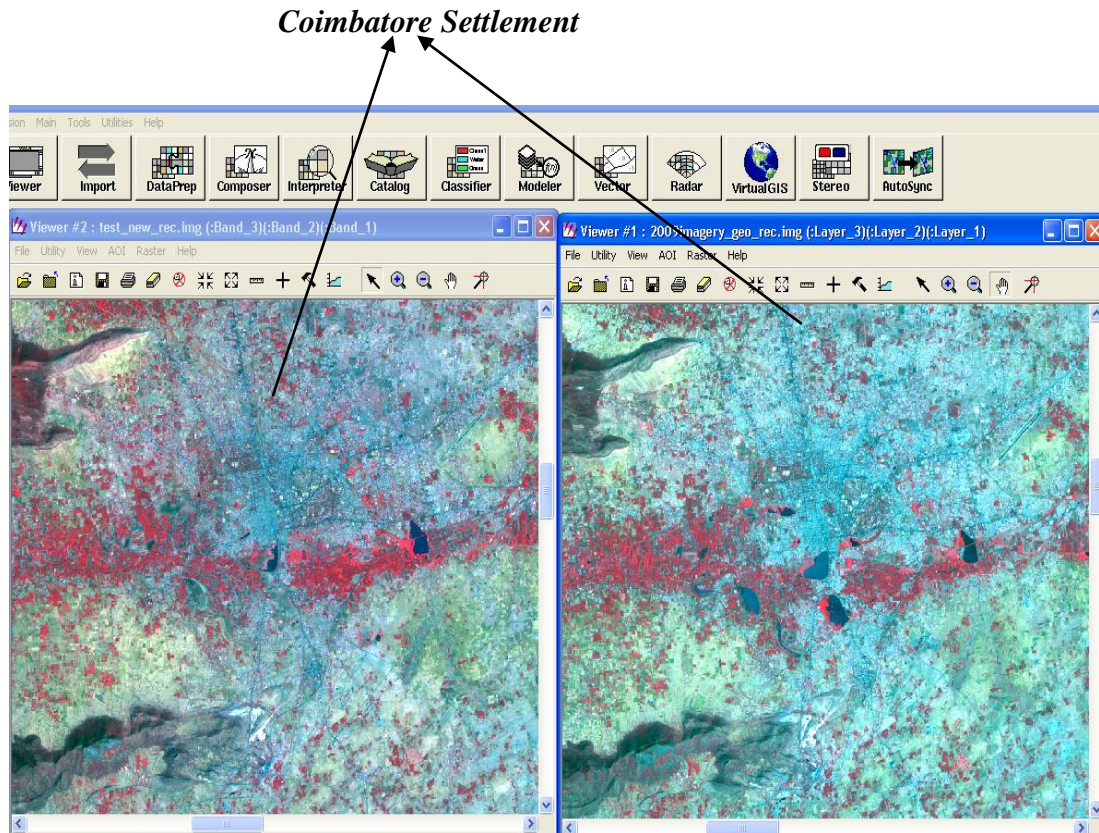 Coimbatore Settlement
sion Main Tools Utilities Help
Viewer Import DataPrep Composer Interpreter Catalog Classifier Modeler Vector Radar VirtualGIS Stereo AutoSync
Viewer #2 : test_new_rec.img (:Band_3)(:Band_2)(:Band_1)
File Utility View AOI Raster Help
Viewer #1 : 2009imagery_geo_rec.img (:Layer_3)(:Layer_2)(:Layer_1)
File Utility View AOI Raster Help